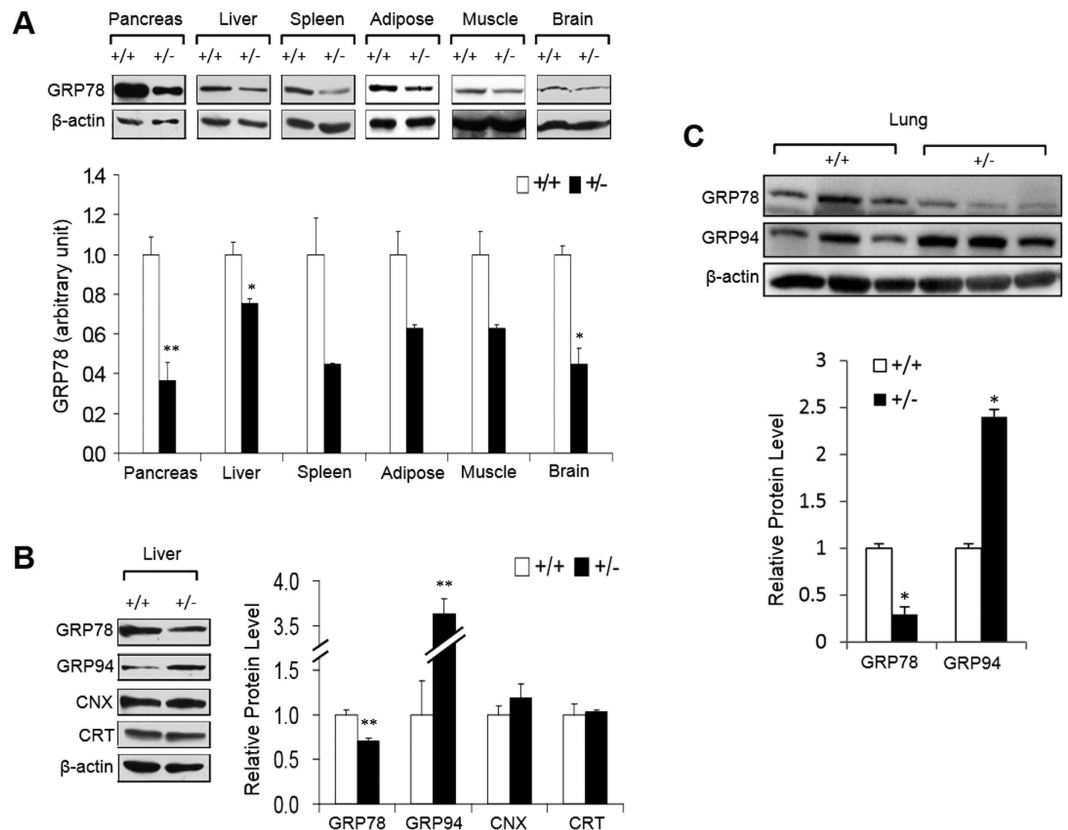 A
Pancreas Liver Spleen Adipose Muscle Brain
+/+ +/- +/+ +/- +/+ +/- +/+ +/- +/+ +/- +/+ +/-
GRP78
β-actin
1.4
1.2
1.0
0.8
0.6
0.4
0.2
0.0
GRP78 (arbitrary unit)
+/+ +/-
** * *
Pancreas Liver Spleen Adipose Muscle Brain
B
Liver
+/+ +/-
GRP78
GRP94
CNX
CRT
β-actin
4.0
3.5
1.5
1.0
0.5
0.0
Relative Protein Level
+/+ +/-
** **
GRP78 GRP94 CNX CRT
C
Lung
+/+ +/-
GRP78
GRP94
β-actin
3
2.5
2
1.5
1
0.5
0
Relative Protein Level
+/+
+/-
* *
GRP78 GRP94